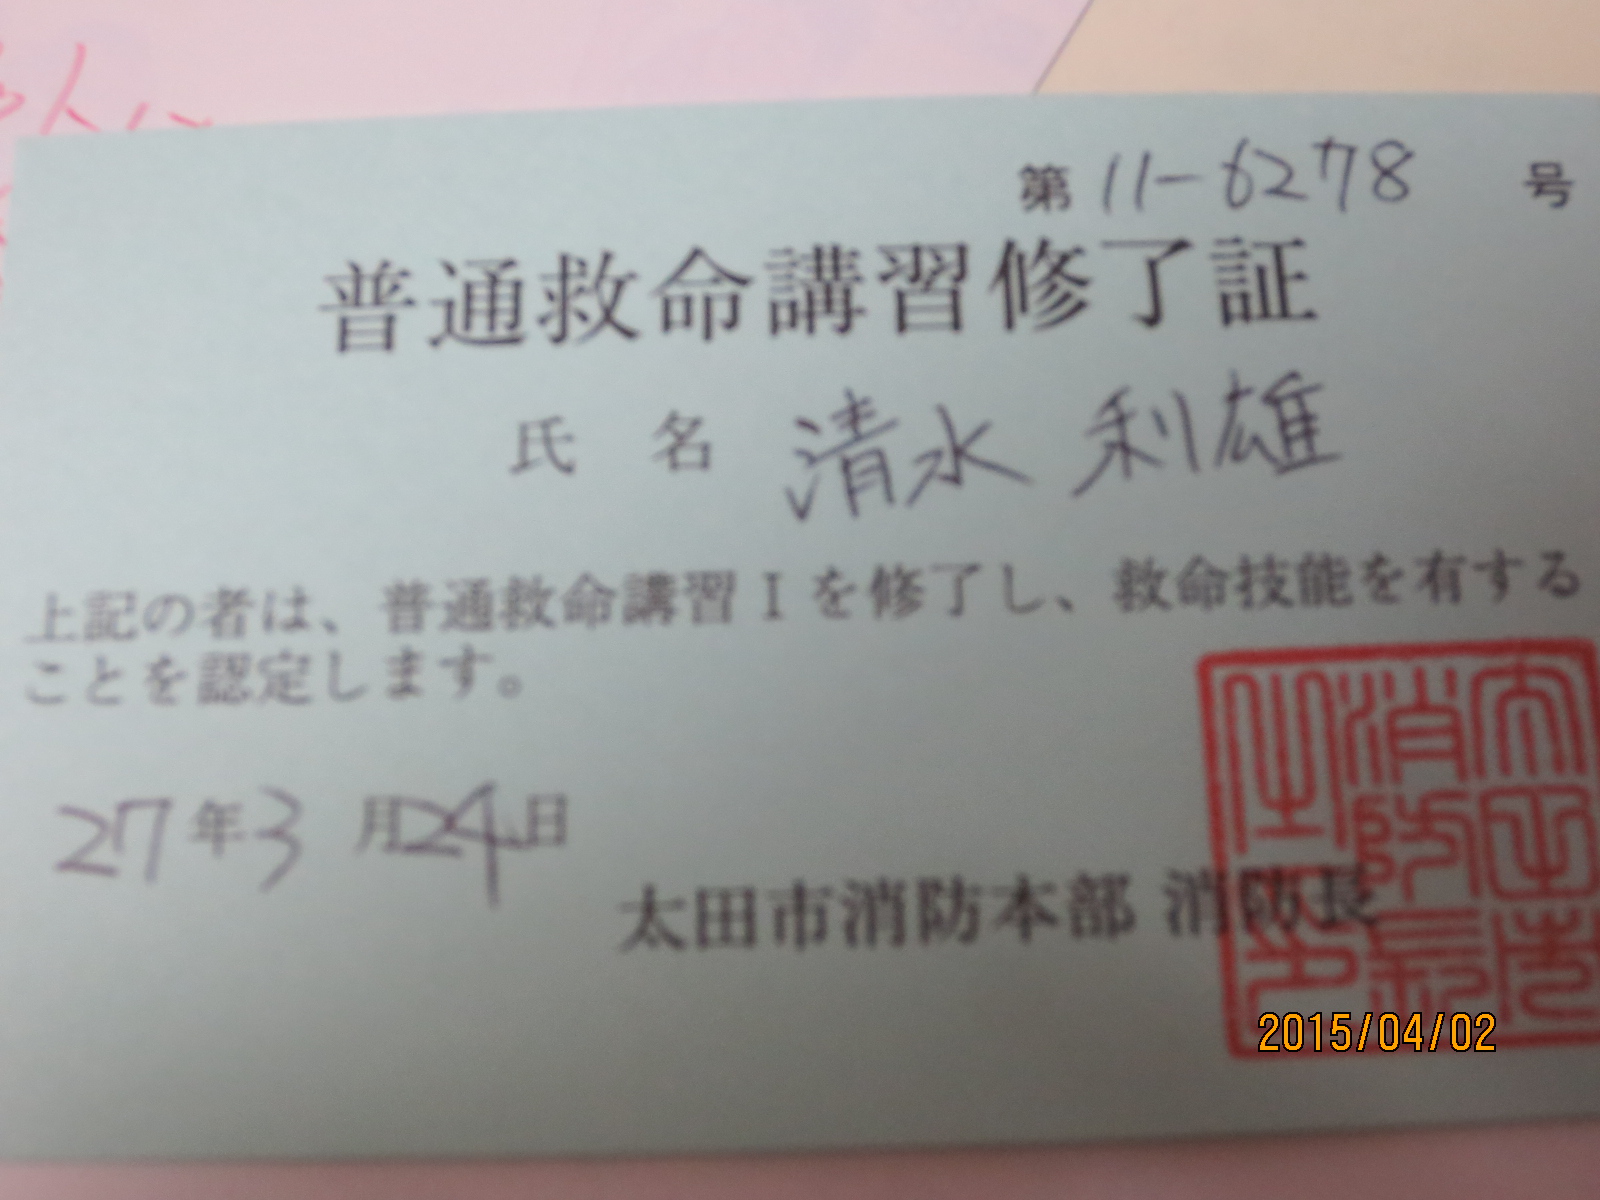 第 11-6278 号
普通救命講習修了証
氏 名 清水 利雄
上記の者は、普通救命講習Ⅰを修了し、救命技能を有する
ことを認定します。
27年3月24日
太田市消防本部 消防長
2015/04/02